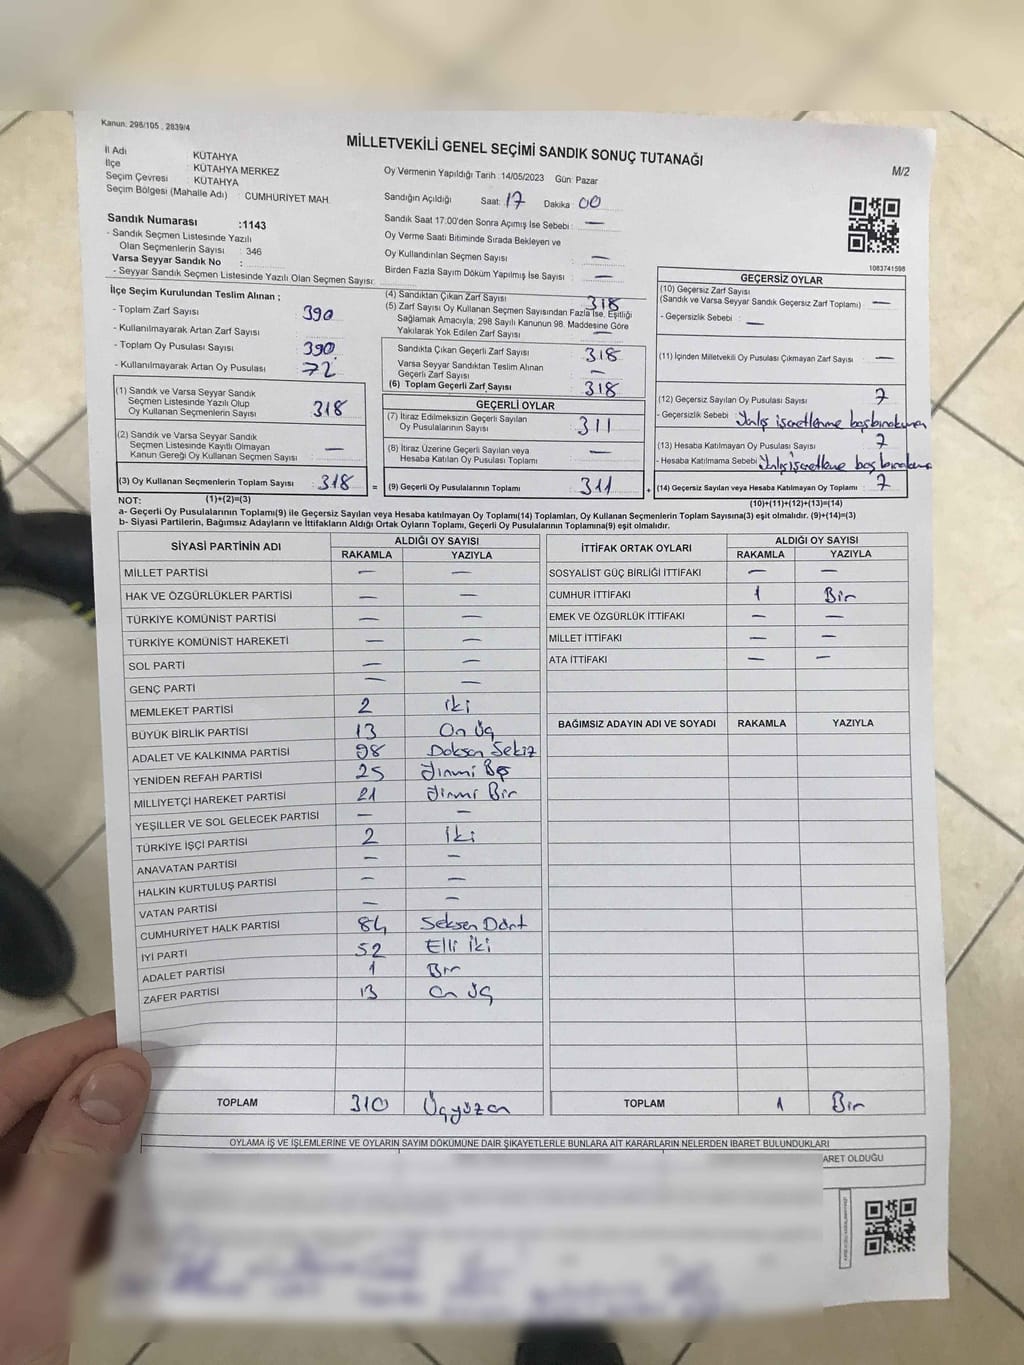 Kanun: 298/105 , 2839/4
MİLLETVEKİLİ GENEL SEÇİMİ SANDIK SONUÇ TUTANAĞI
M/2
İl Adı KÜTAHYA
İlçe : KÜTAHYA MERKEZ
Seçim Çevresi : KÜTAHYA
Seçim Bölgesi (Mahalle Adı) : CUMHURİYET MAH.
Sandık Numarası :1143
- Sandık Seçmen Listesinde Yazılı
Olan Seçmenlerin Sayısı : 346
Varsa Seyyar Sandık No :
- Seyyar Sandık Seçmen Listesinde Yazılı Olan Seçmen Sayısı:
Oy Vermenin Yapıldığı Tarih :14/05/2023 Gün: Pazar
Sandığın Açıldığı Saat: 17 Dakika : 00
Sandık Saat 17:00'den Sonra Açımış İse Sebebi : —
Oy Verme Saati Bitiminde Sırada Bekleyen ve
Oy Kullandırılan Seçmen Sayısı : —
Birden Fazla Sayım Döküm Yapılmış İse Sayısı : —
1083741598
İlçe Seçim Kurulundan Teslim Alınan ;
- Toplam Zarf Sayısı : 390
- Kullanılmayarak Artan Zarf Sayısı :
- Toplam Oy Pusulası Sayısı : 390
- Kullanılmayarak Artan Oy Pusulası : 72
(1) Sandık ve Varsa Seyyar Sandık
Seçmen Listesinde Yazılı Olup
Oy Kullanan Seçmenlerin Sayısı : 318
(2) Sandık ve Varsa Seyyar Sandık
Seçmen Listesinde Kayıtlı Olmayan
Kanun Gereği Oy Kullanan Seçmen Sayısı : —
(3) Oy Kullanan Seçmenlerin Toplam Sayısı : 318 =
(4) Sandıktan Çıkan Zarf Sayısı : 318
(5) Zarf Sayısı Oy Kullanan Seçmen Sayısından Fazla İse, Eşitliği
Sağlamak Amacıyla; 298 Sayılı Kanunun 98. Maddesine Göre
Yakılarak Yok Edilen Zarf Sayısı : —
Sandıkta Çıkan Geçerli Zarf Sayısı : 318
Varsa Seyyar Sandıktan Teslim Alınan
Geçerli Zarf Sayısı : —
(6) Toplam Geçerli Zarf Sayısı : 318
GEÇERLİ OYLAR
(7) İtiraz Edilmeksizin Geçerli Sayılan
Oy Pusulalarının Sayısı : 311
(8) İtiraz Üzerine Geçerli Sayılan veya
Hesaba Katılan Oy Pusulası Toplamı : —
(9) Geçerli Oy Pusulalarının Toplamı : 311 +
GEÇERSİZ OYLAR
(10) Geçersiz Zarf Sayısı
(Sandık ve Varsa Seyyar Sandık Geçersiz Zarf Toplamı) : —
- Geçersizlik Sebebi : —
(11) İçinden Milletvekili Oy Pusulası Çıkmayan Zarf Sayısı : —
(12) Geçersiz Sayılan Oy Pusulası Sayısı : 7
- Geçersizlik Sebebi : Yanlış işaretlenme boş bırakılması
(13) Hesaba Katılmayan Oy Pusulası Sayısı : 7
- Hesaba Katılmama Sebebi : Yanlış işaretleme boş bırakılma
(14) Geçersiz Sayılan veya Hesaba Katılmayan Oy Toplamı : 7
NOT: (1)+(2)=(3) (10)+(11)+(12)+(13)=(14)
a- Geçerli Oy Pusulalarının Toplamı(9) ile Geçersiz Sayılan veya Hesaba katılmayan Oy Toplamı(14) Toplamları, Oy Kullanan Seçmenlerin Toplam Sayısına(3) eşit olmalıdır. (9)+(14)=(3)
b- Siyasi Partilerin, Bağımsız Adayların ve İttifakların Aldığı Ortak Oyların Toplamı, Geçerli Oy Pusulalarının Toplamına(9) eşit olmalıdır.
SİYASİ PARTİNİN ADI ALDIĞI OY SAYISI
RAKAMLA YAZIYLA
MİLLET PARTİSİ — —
HAK VE ÖZGÜRLÜKLER PARTİSİ — —
TÜRKİYE KOMÜNİST PARTİSİ — —
TÜRKİYE KOMÜNİST HAREKETİ — —
SOL PARTİ — —
GENÇ PARTİ — —
MEMLEKET PARTİSİ 2 iki
BÜYÜK BİRLİK PARTİSİ 13 On Üç
ADALET VE KALKINMA PARTİSİ 98 Doksan Sekiz
YENİDEN REFAH PARTİSİ 25 Yirmi Beş
MİLLİYETÇİ HAREKET PARTİSİ 21 Yirmi Bir
YEŞİLLER VE SOL GELECEK PARTİSİ — —
TÜRKİYE İŞÇİ PARTİSİ 2 İki
ANAVATAN PARTİSİ — —
HALKIN KURTULUŞ PARTİSİ — —
VATAN PARTİSİ — —
CUMHURİYET HALK PARTİSİ 84 Seksen Dört
İYİ PARTİ 52 Elli İki
ADALET PARTİSİ 1 Bir
ZAFER PARTİSİ 13 On Üç
TOPLAM 310 Üçyüzon
İTTİFAK ORTAK OYLARI ALDIĞI OY SAYISI
RAKAMLA YAZIYLA
SOSYALİST GÜÇ BİRLİĞİ İTTİFAKI — —
CUMHUR İTTİFAKI 1 Bir
EMEK VE ÖZGÜRLÜK İTTİFAKI — —
MİLLET İTTİFAKI — —
ATA İTTİFAKI — —
BAĞIMSIZ ADAYIN ADI VE SOYADI RAKAMLA YAZIYLA
TOPLAM 1 Bir
OYLAMA İŞ VE İŞLEMLERİNE VE OYLARIN SAYIM DÖKÜMÜNE DAİR ŞİKAYETLERLE BUNLARA AİT KARARLARIN NELERDEN İBARET BULUNDUKLARI
ARET OLDUĞU